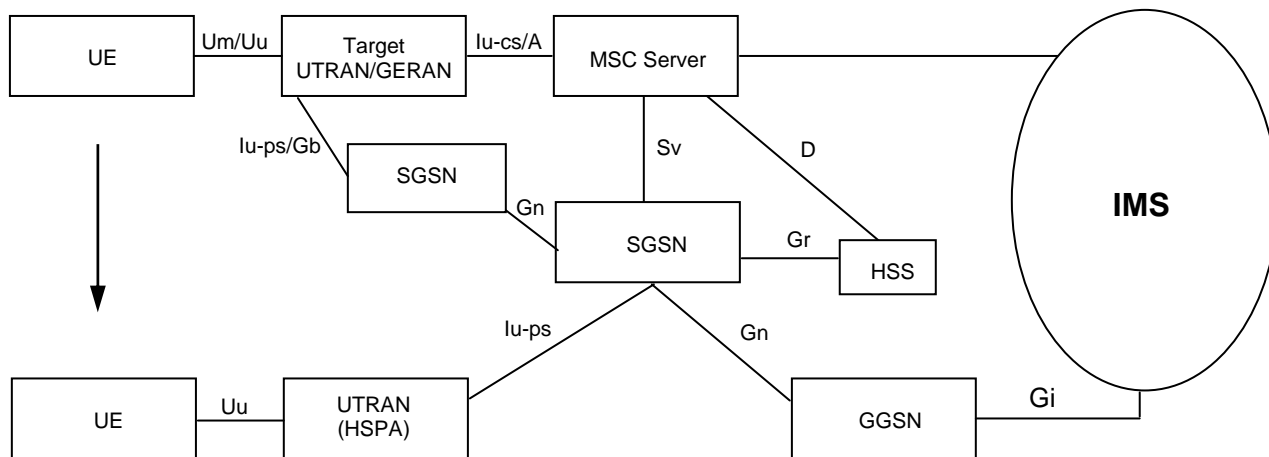 UE
Um/Uu
Target
UTRAN/GERAN
Iu-cs/A
MSC Server
Iu-ps/Gb
SGSN
Gn
Sv
D
SGSN
Gr
HSS
IMS
Iu-ps
Gn
UE
Uu
UTRAN
(HSPA)
GGSN
Gi